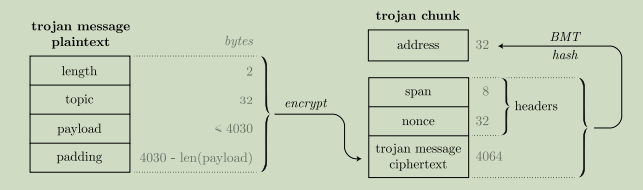 trojan message
plaintext
bytes
length 2
topic 32
payload < 4030
padding 4030 - len(payload)
encrypt
trojan chunk
address 32
BMT
hash
span 8
nonce 32
headers
trojan message
ciphertext
4064